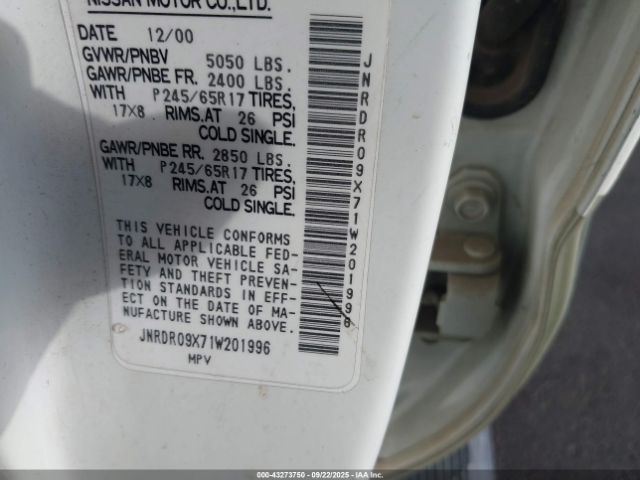 NISSAN MOTOR CO.,LTD.
DATE 12/00
GVWR/PNBV 5050 LBS.
GAWR/PNBE FR. 2400 LBS.
WITH P245/65R17 TIRES,
17X8 RIMS.AT 26 PSI
COLD SINGLE.
GAWR/PNBE RR. 2850 LBS.
WITH P245/65R17 TIRES,
17X8 RIMS.AT 26 PSI
COLD SINGLE.
THIS VEHICLE CONFORMS
TO ALL APPLICABLE FED-
ERAL MOTOR VEHICLE SA-
FETY AND THEFT PREVEN-
TION STANDARDS IN EFF-
ECT ON THE DATE OF MA-
NUFACTURE SHOWN ABOVE.
JNRDR09X71W201996
MPV
JNRDR09X71W201996
000-43273750 - 09/22/2025 - IAAI.com